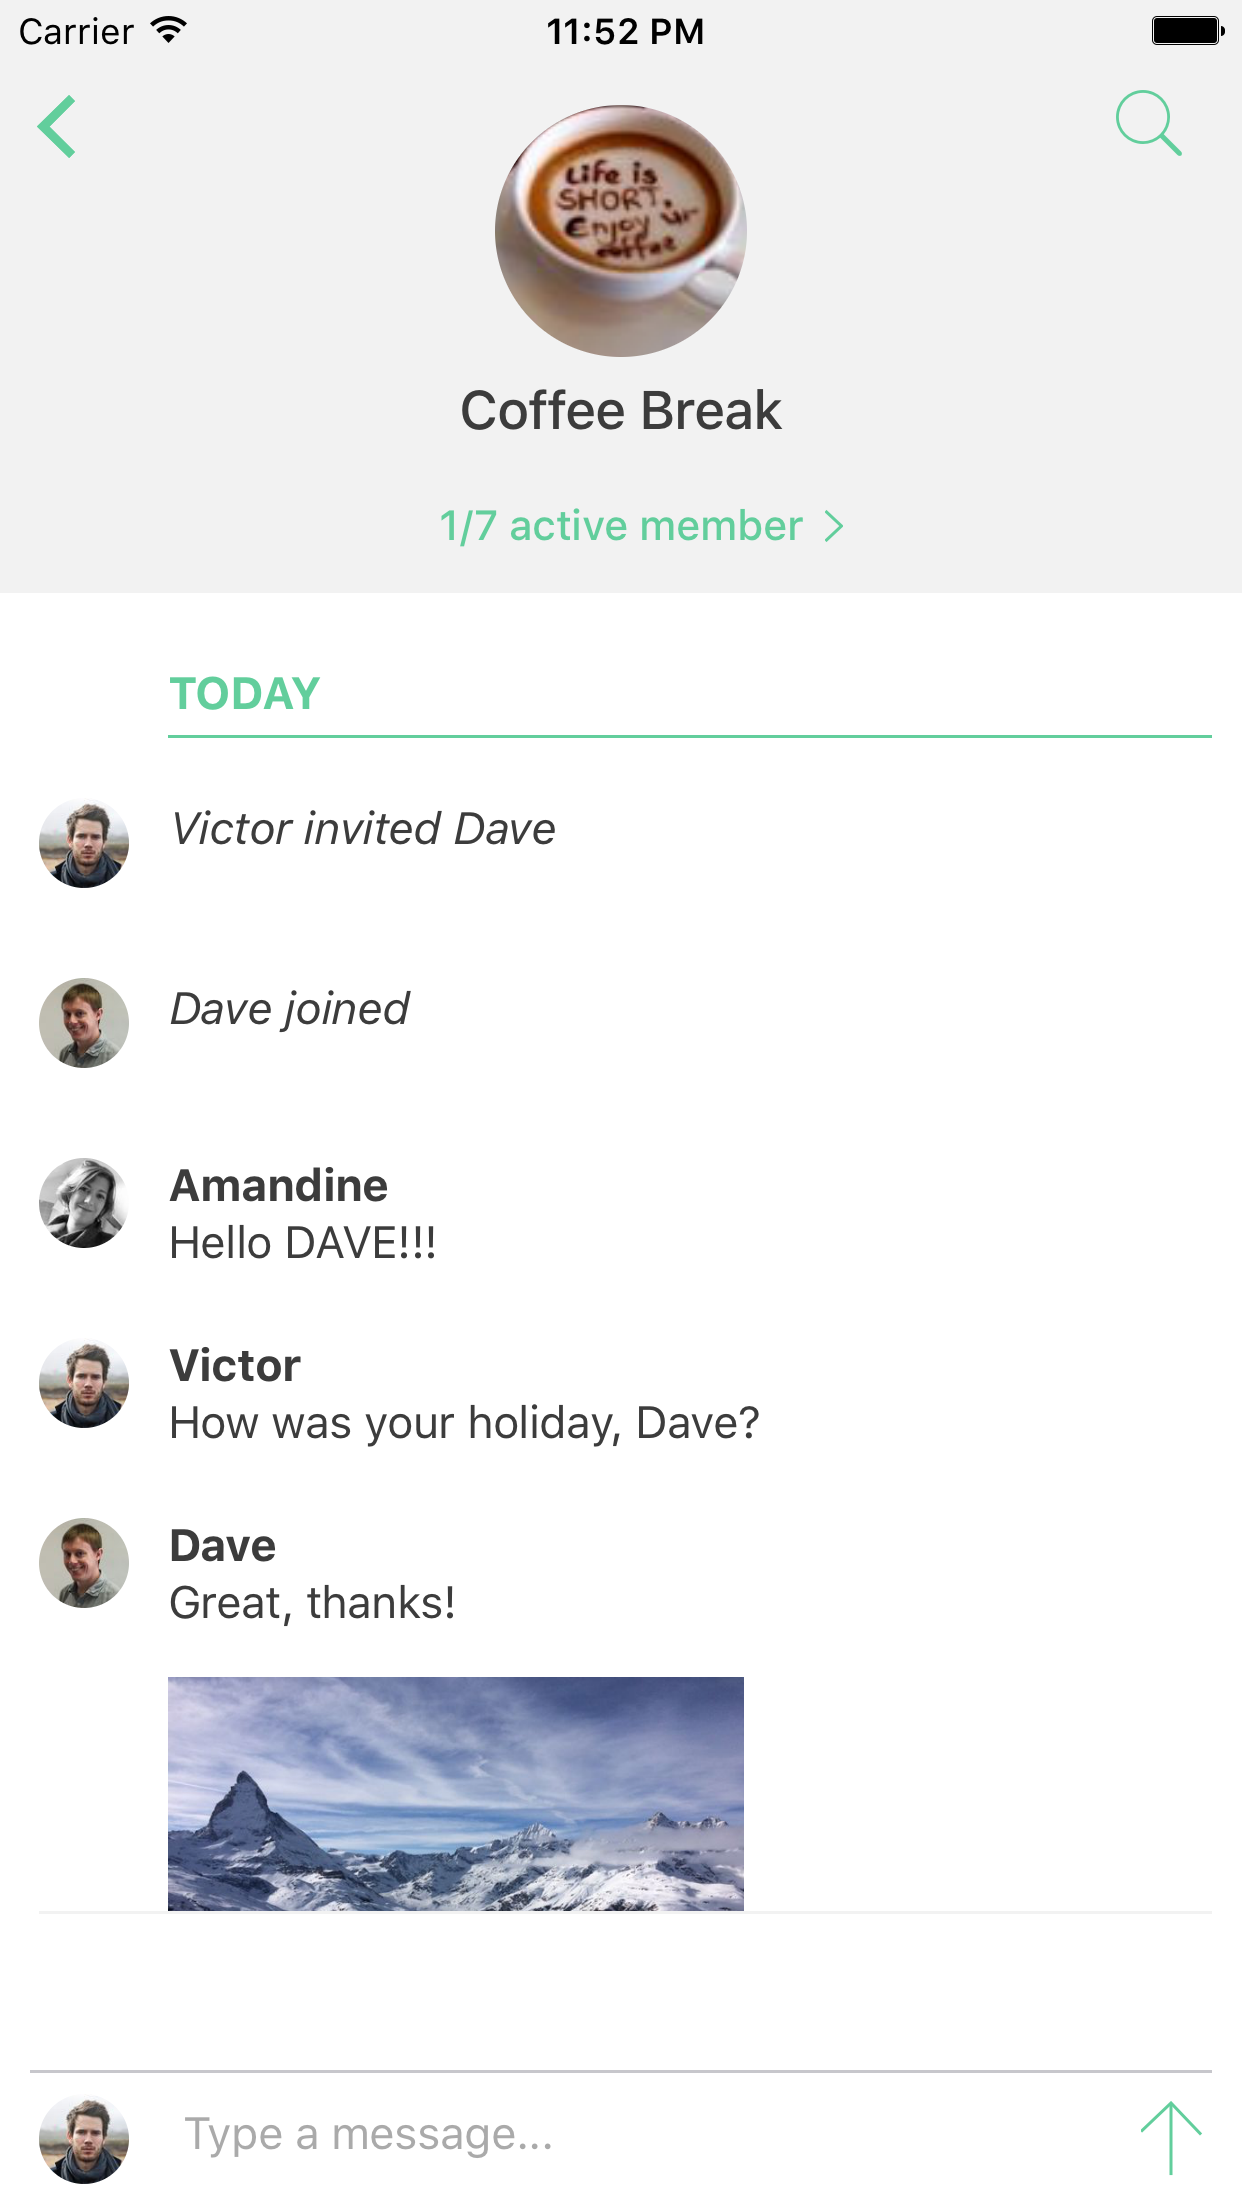 Carrier 11:52 PM
Life is
SHORT.
Enjoy ur
coffee
Coffee Break
1/7 active member
TODAY
Victor invited Dave
Dave joined
Amandine
Hello DAVE!!!
Victor
How was your holiday, Dave?
Dave
Great, thanks!
Type a message...